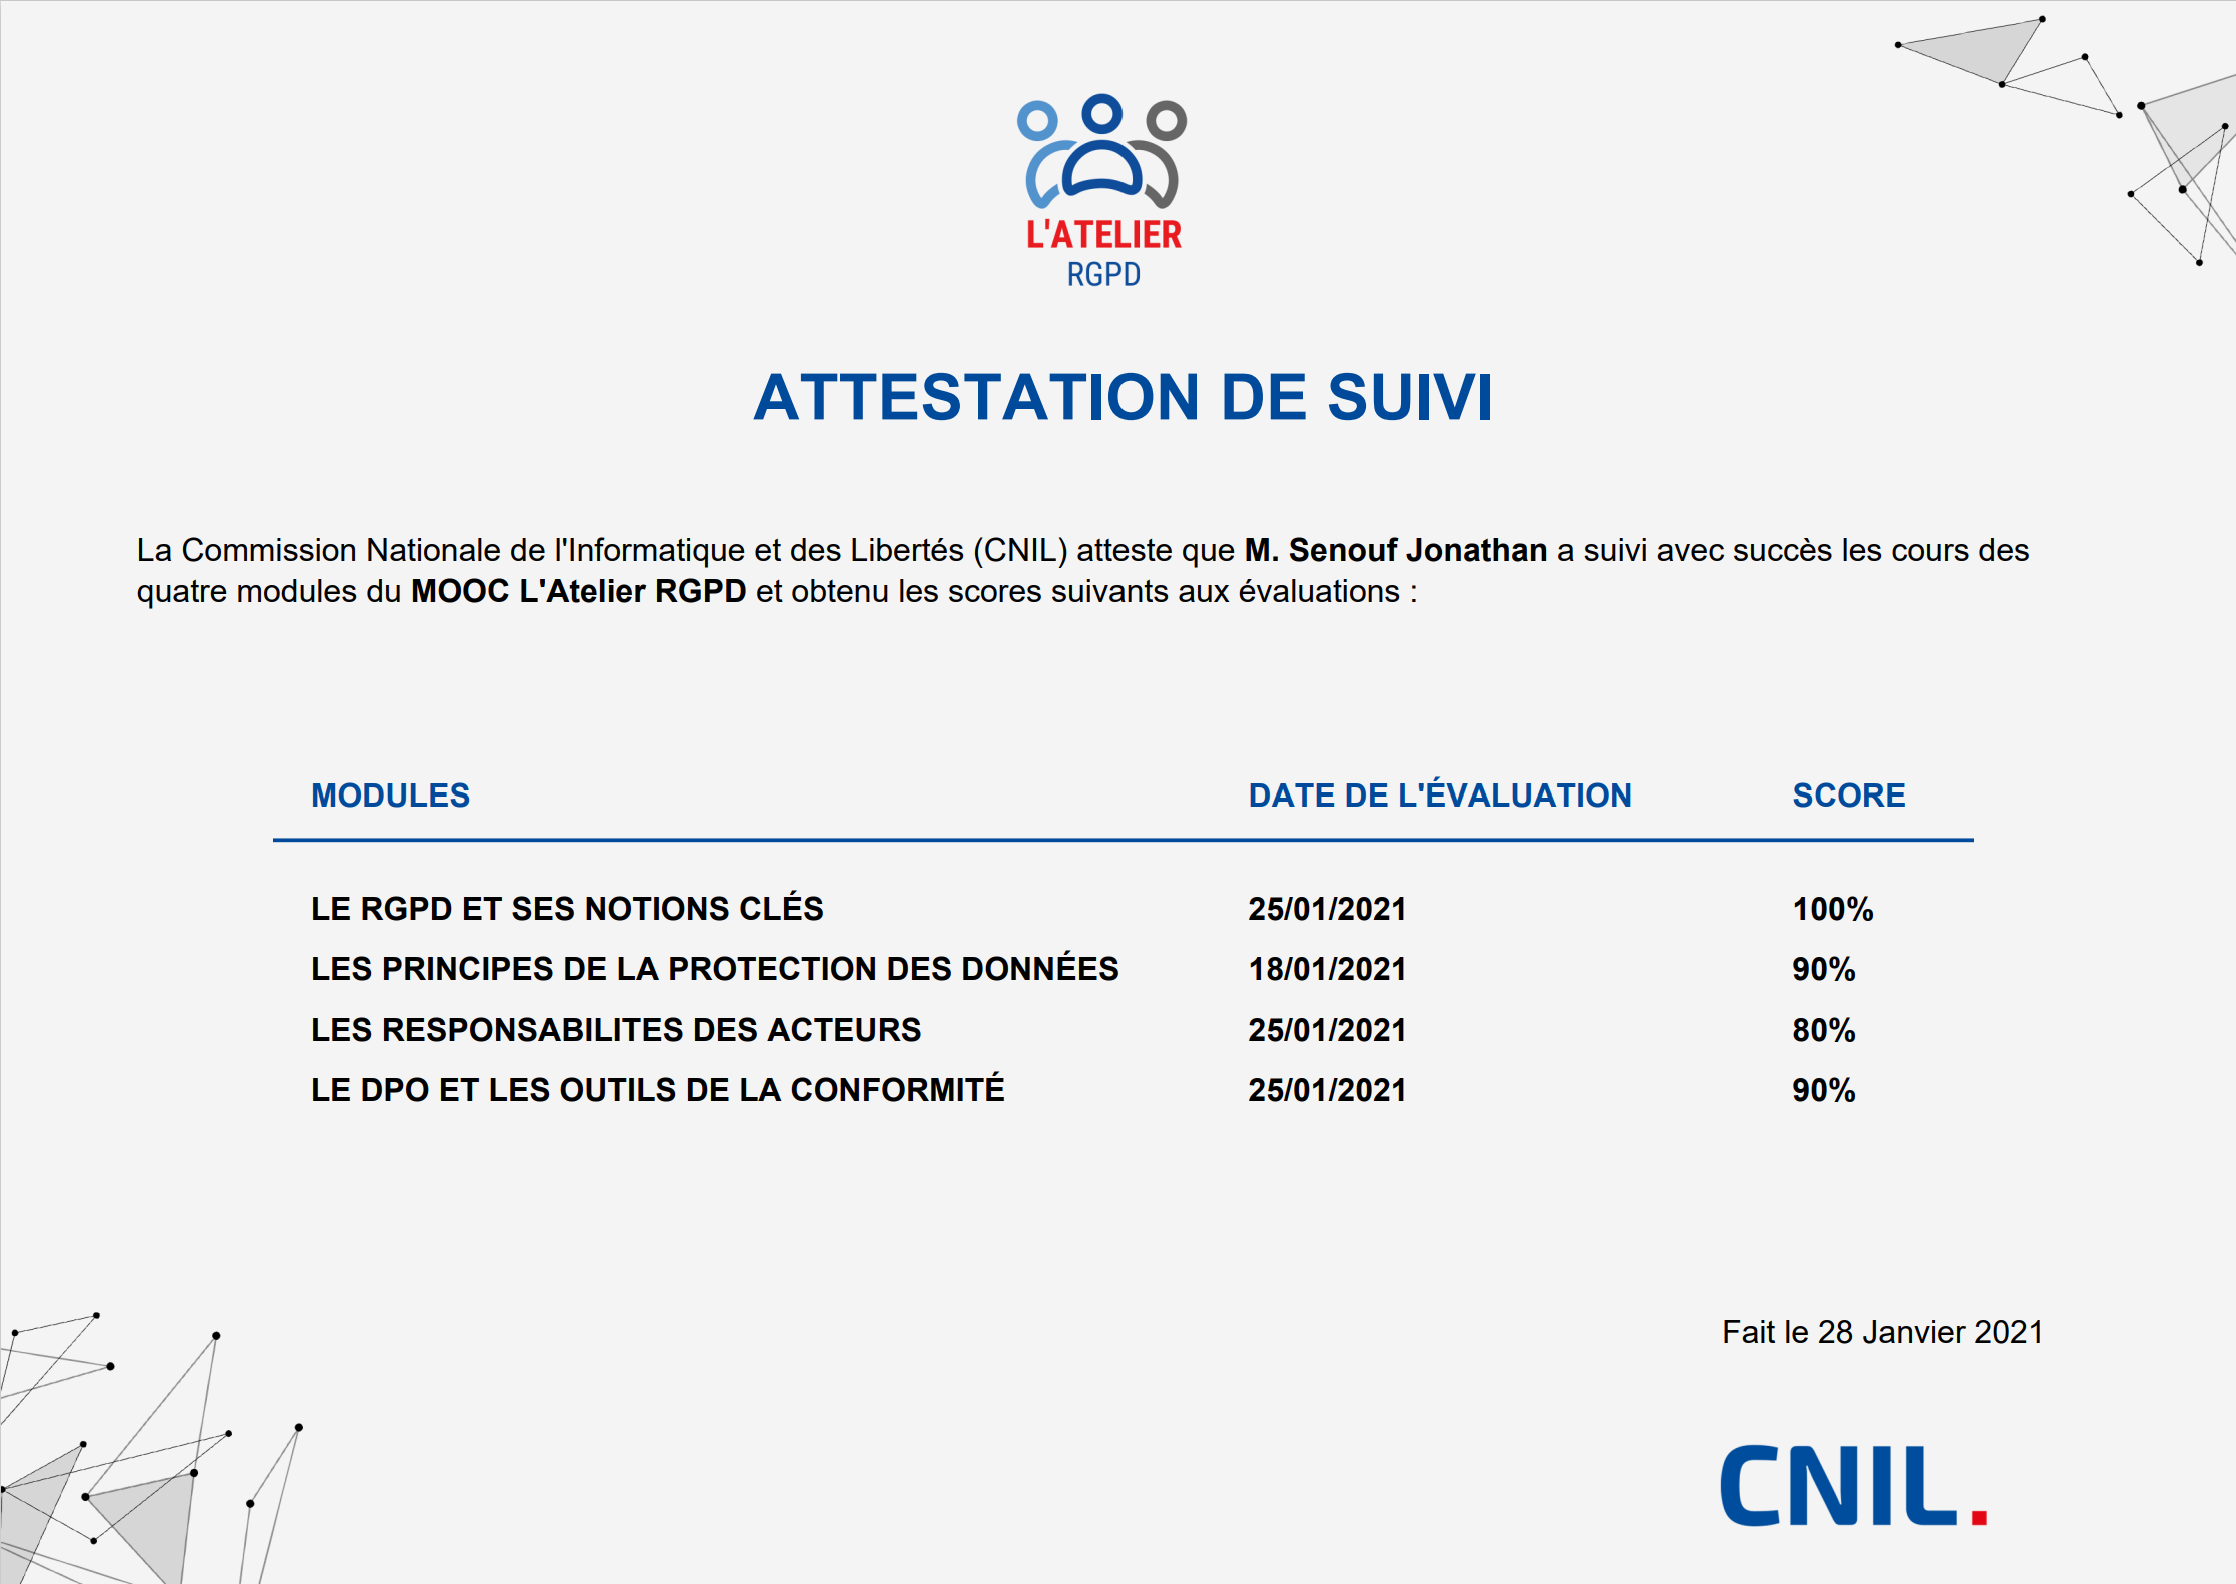 L'ATELIER
RGPD
ATTESTATION DE SUIVI
La Commission Nationale de l'Informatique et des Libertés (CNIL) atteste que M. Senouf Jonathan a suivi avec succès les cours des
quatre modules du MOOC L'Atelier RGPD et obtenu les scores suivants aux évaluations :
MODULES DATE DE L'ÉVALUATION SCORE
LE RGPD ET SES NOTIONS CLÉS 25/01/2021 100%
LES PRINCIPES DE LA PROTECTION DES DONNÉES 18/01/2021 90%
LES RESPONSABILITES DES ACTEURS 25/01/2021 80%
LE DPO ET LES OUTILS DE LA CONFORMITÉ 25/01/2021 90%
Fait le 28 Janvier 2021
CNIL.